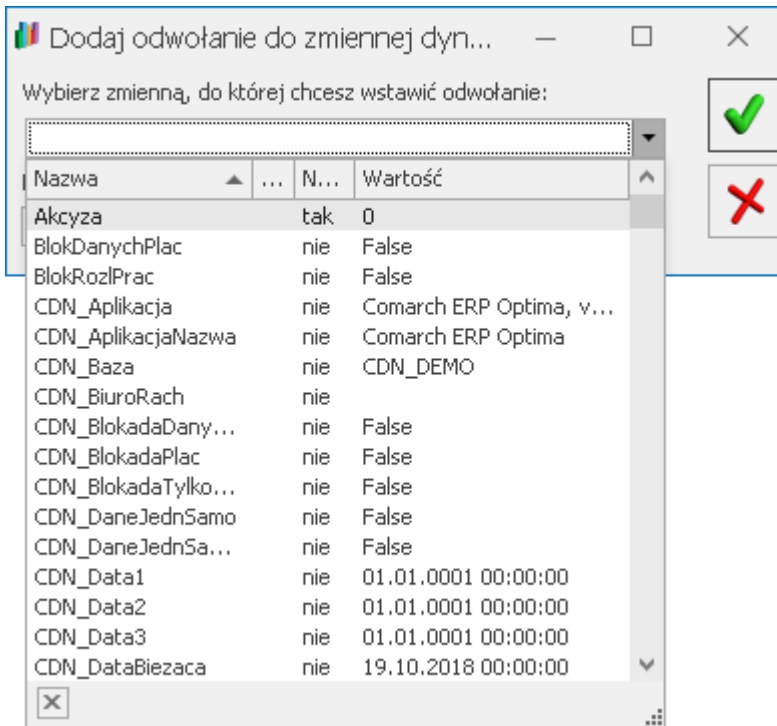 Dodaj odwołanie do zmiennej dyn...
Wybierz zmienną, do której chcesz wstawić odwołanie:
Nazwa ... N... Wartość
Akcyza tak 0
BlokDanychPlac nie False
BlokRozlPrac nie False
CDN_Aplikacja nie Comarch ERP Optima, v...
CDN_AplikacjaNazwa nie Comarch ERP Optima
CDN_Baza nie CDN_DEMO
CDN_BiuroRach nie
CDN_BlokadaDany... nie False
CDN_BlokadaPlac nie False
CDN_BlokadaTylko... nie False
CDN_DaneJednSamo nie False
CDN_DaneJednSa... nie False
CDN_Data1 nie 01.01.0001 00:00:00
CDN_Data2 nie 01.01.0001 00:00:00
CDN_Data3 nie 01.01.0001 00:00:00
CDN_DataBiezaca nie 19.10.2018 00:00:00